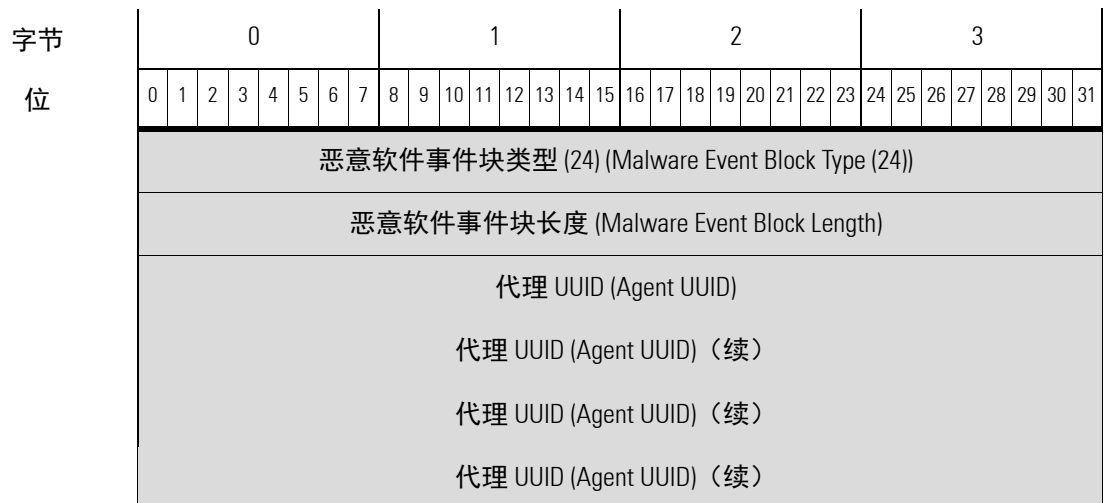 字节 0 1 2 3
位 0 1 2 3 4 5 6 7 8 9 10 11 12 13 14 15 16 17 18 19 20 21 22 23 24 25 26 27 28 29 30 31
恶意软件事件块类型 (24) (Malware Event Block Type (24))
恶意软件事件块长度 (Malware Event Block Length)
代理 UUID (Agent UUID)
代理 UUID (Agent UUID)（续）
代理 UUID (Agent UUID)（续）
代理 UUID (Agent UUID)（续）